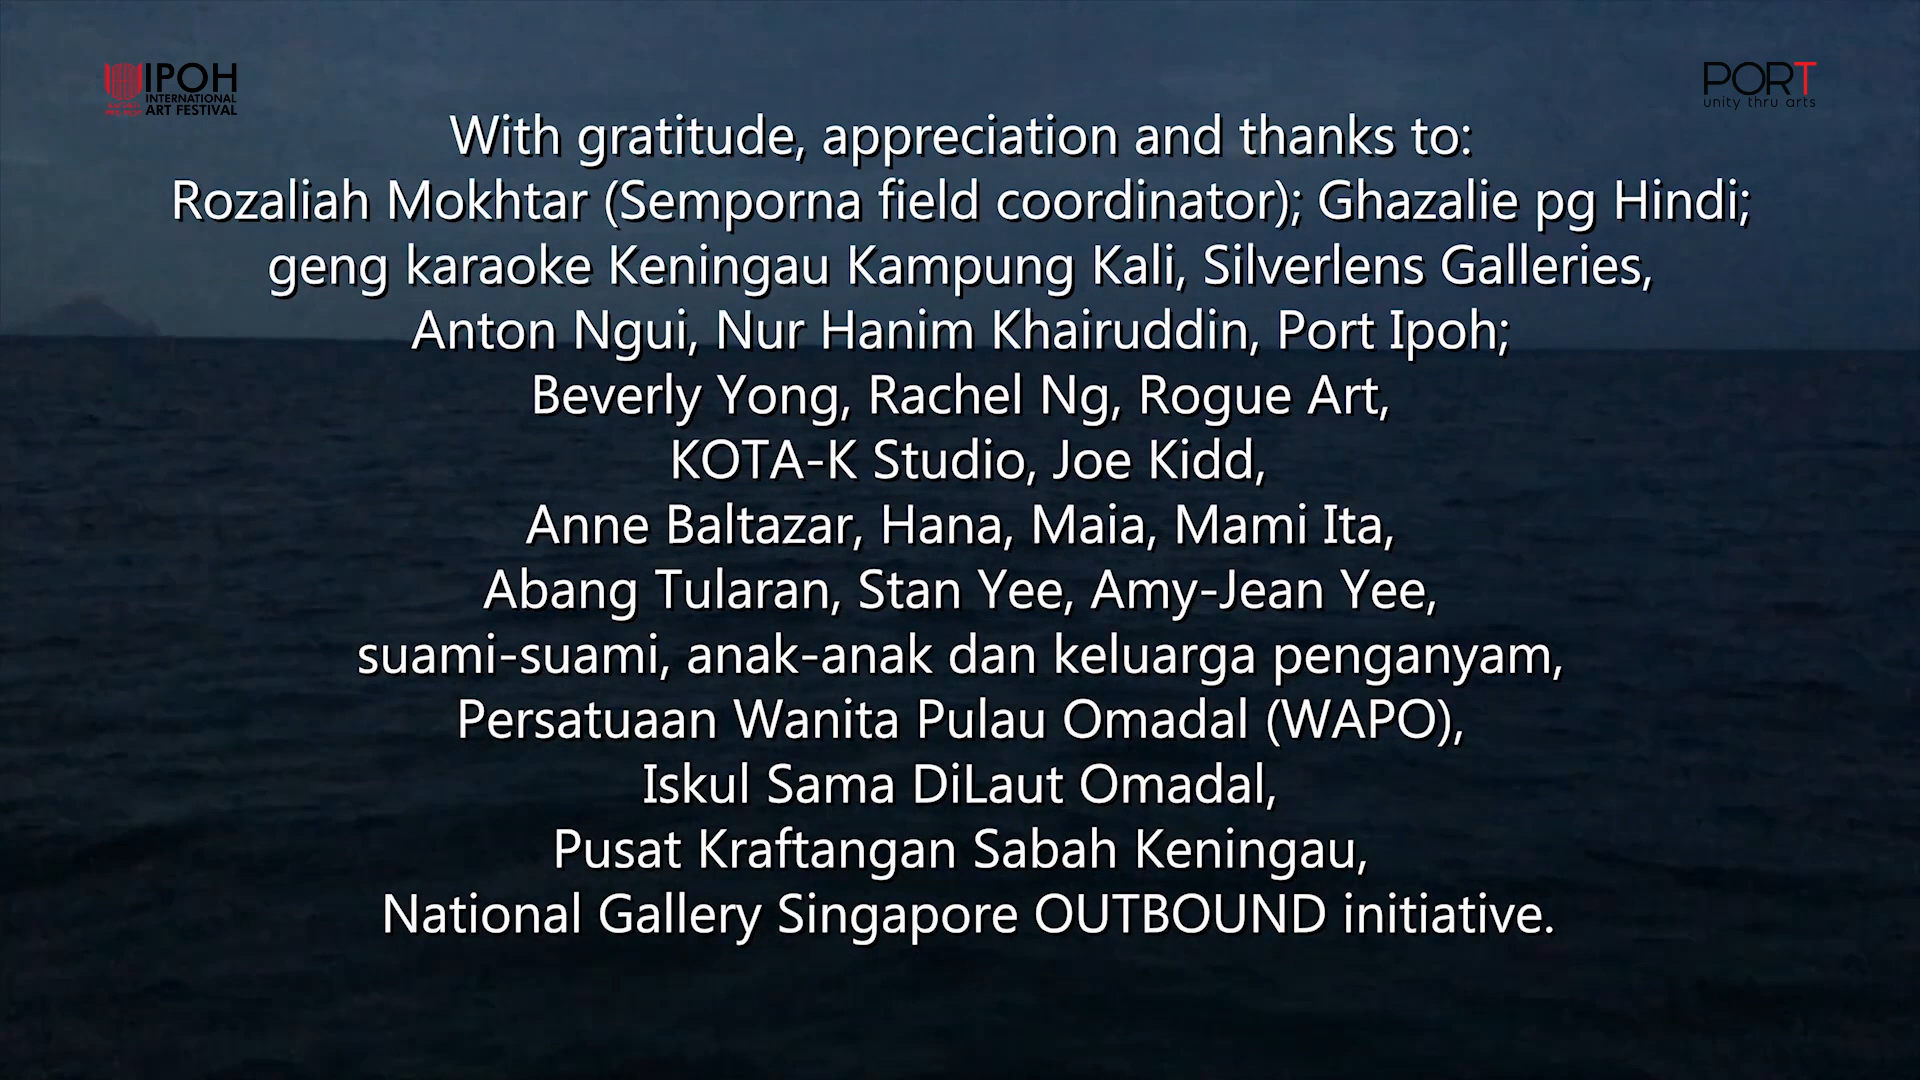 IPOH
INTERNATIONAL
ART FESTIVAL
PORT
unity thru arts
With gratitude, appreciation and thanks to:
Rozaliah Mokhtar (Semporna field coordinator); Ghazalie pg Hindi;
geng karaoke Keningau Kampung Kali, Silverlens Galleries,
Anton Ngui, Nur Hanim Khairuddin, Port Ipoh;
Beverly Yong, Rachel Ng, Rogue Art,
KOTA-K Studio, Joe Kidd,
Anne Baltazar, Hana, Maia, Mami Ita,
Abang Tularan, Stan Yee, Amy-Jean Yee,
suami-suami, anak-anak dan keluarga penganyam,
Persatuaan Wanita Pulau Omadal (WAPO),
Iskul Sama DiLaut Omadal,
Pusat Kraftangan Sabah Keningau,
National Gallery Singapore OUTBOUND initiative.